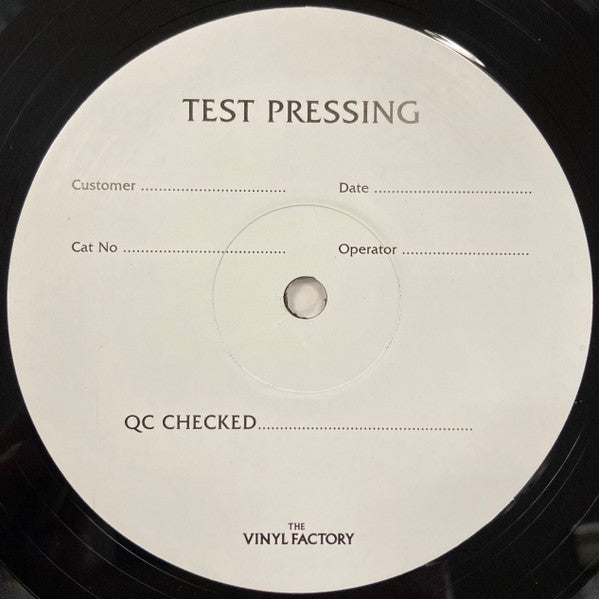 TEST PRESSING
Customer ................................. Date ....................................
Cat No ..................................... Operator .............................
QC CHECKED.................................................
THE
VINYL FACTORY